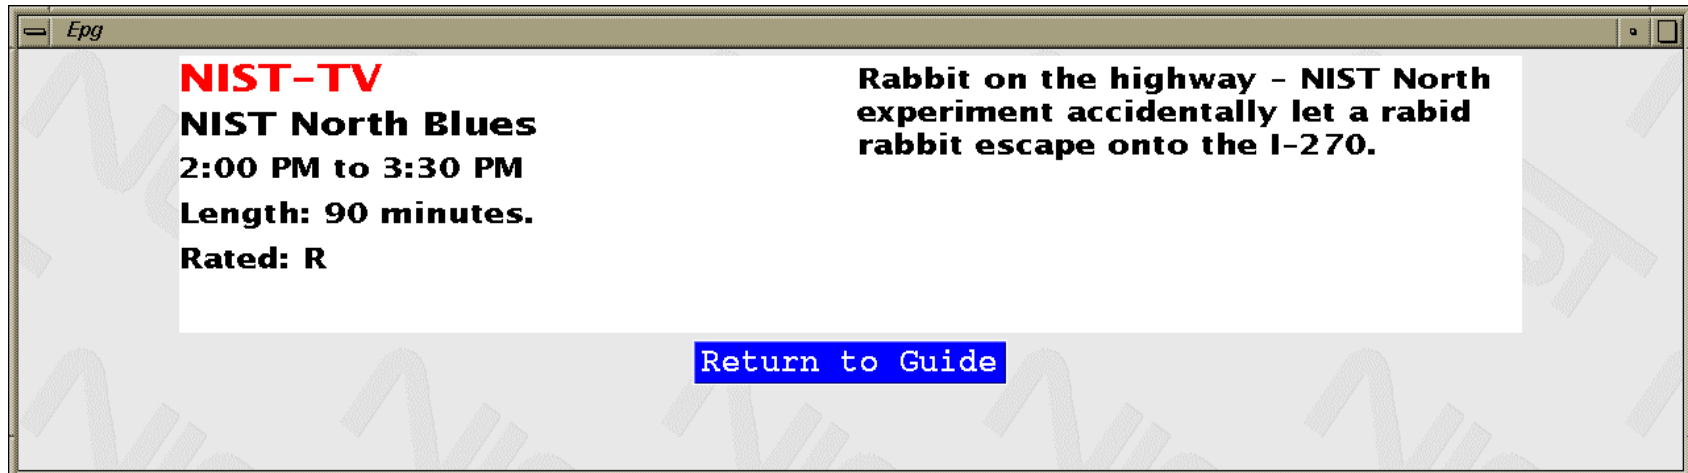 Epg
NIST-TV
NIST North Blues
2:00 PM to 3:30 PM
Length: 90 minutes.
Rated: R
Rabbit on the highway - NIST North
experiment accidentally let a rabid
rabbit escape onto the I-270.
Return to Guide